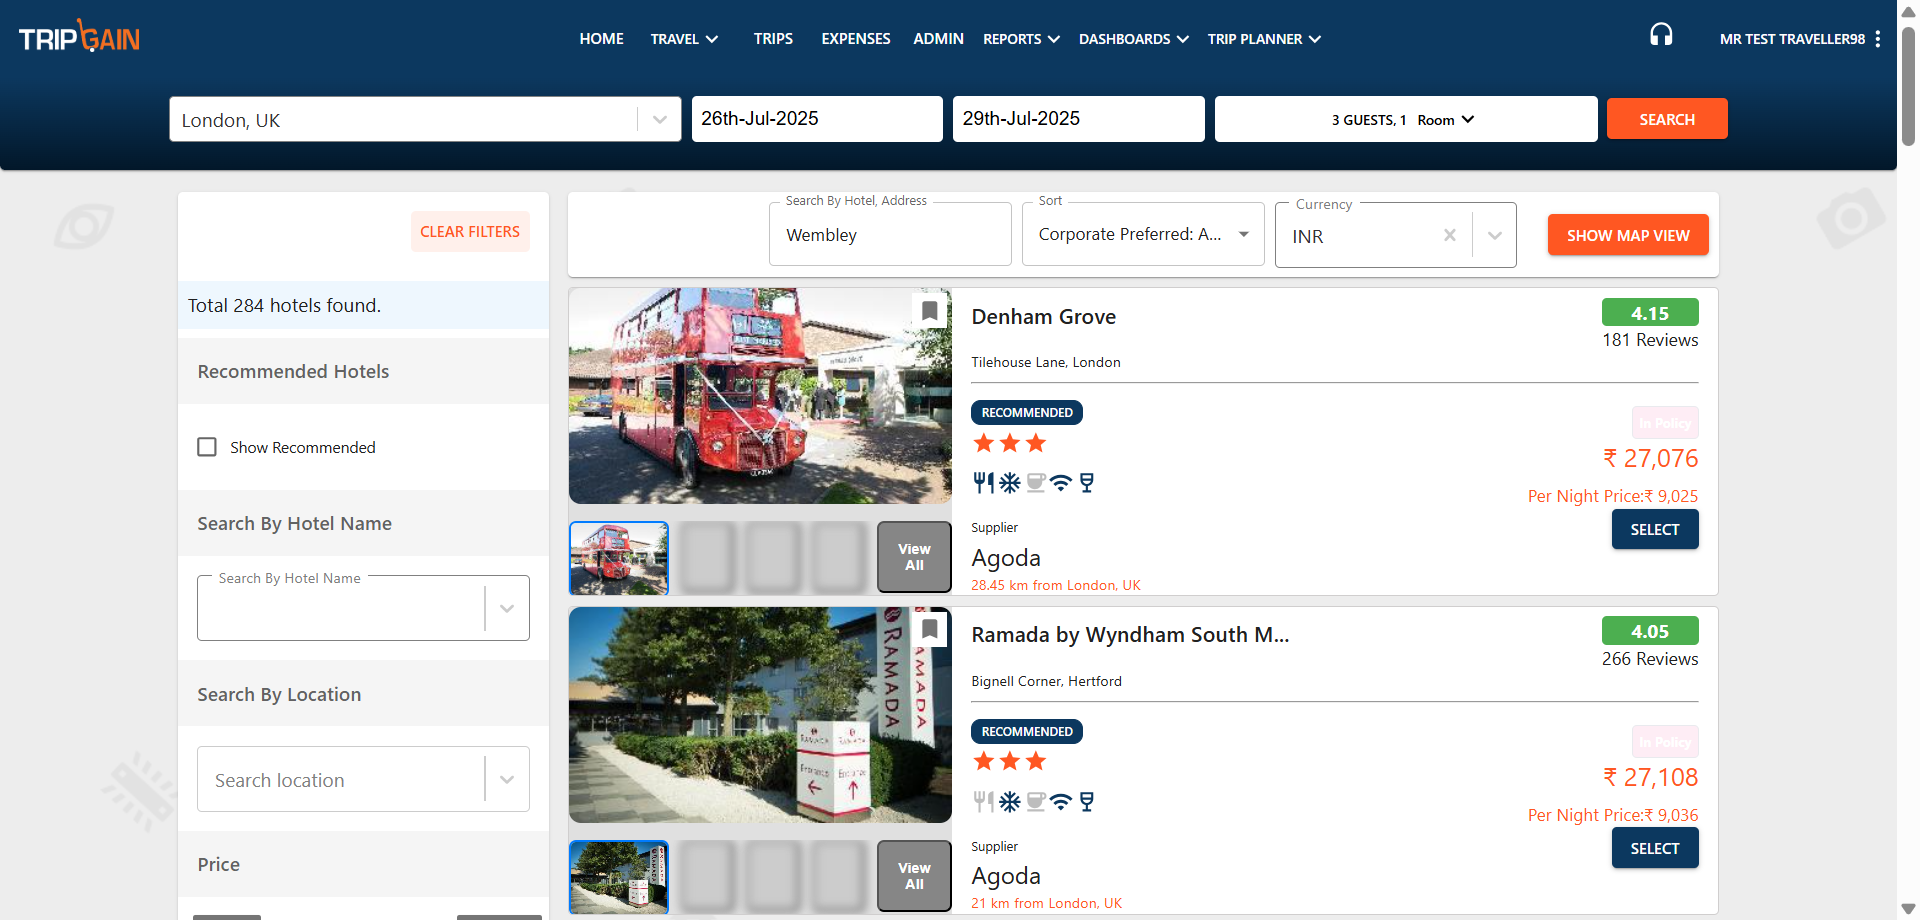 TRIPGAIN
HOME TRAVEL TRIPS EXPENSES ADMIN REPORTS DASHBOARDS TRIP PLANNER
MR TEST TRAVELLER98
London, UK
26th-Jul-2025
29th-Jul-2025
3 GUESTS, 1 Room
SEARCH
CLEAR FILTERS
Total 284 hotels found.
Recommended Hotels
Show Recommended
Search By Hotel Name
Search By Hotel Name
Search By Location
Search location
Price
Search By Hotel, Address
Wembley
Sort
Corporate Preferred: A...
Currency
INR
SHOW MAP VIEW
Denham Grove
4.15
181 Reviews
Tilehouse Lane, London
RECOMMENDED
In Policy
₹ 27,076
Per Night Price:₹ 9,025
SELECT
Supplier
Agoda
28.45 km from London, UK
View
All
RAMADA
RAMADA
RAMADA
RAMADA
Entrance
Entrance
Ramada by Wyndham South M...
4.05
266 Reviews
Bignell Corner, Hertford
RECOMMENDED
In Policy
₹ 27,108
Per Night Price:₹ 9,036
SELECT
Supplier
Agoda
21 km from London, UK
View
All